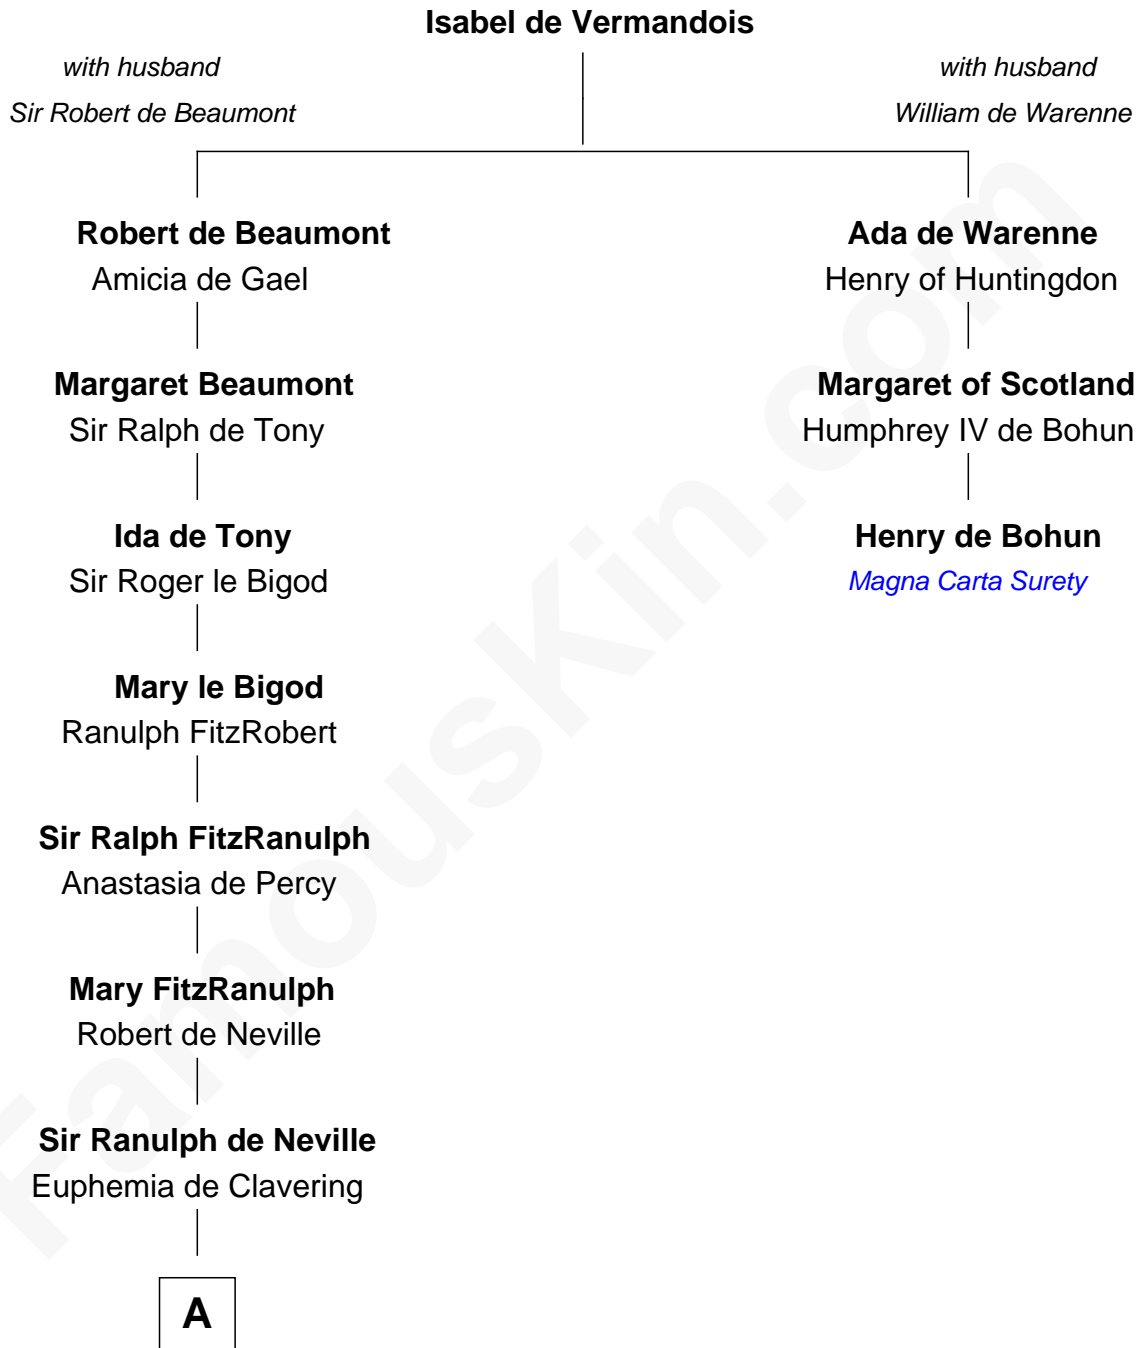 Isabel de Vermandois
with husband
Sir Robert de Beaumont
with husband
William de Warenne
Robert de Beaumont
Amicia de Gael
Ada de Warenne
Henry of Huntingdon
Margaret Beaumont
Sir Ralph de Tony
Margaret of Scotland
Humphrey IV de Bohun
Ida de Tony
Sir Roger le Bigod
Henry de Bohun
Magna Carta Surety
Mary le Bigod
Ranulph FitzRobert
Sir Ralph FitzRanulph
Anastasia de Percy
Mary FitzRanulph
Robert de Neville
Sir Ranulph de Neville
Euphemia de Clavering
A
FamousKin.com